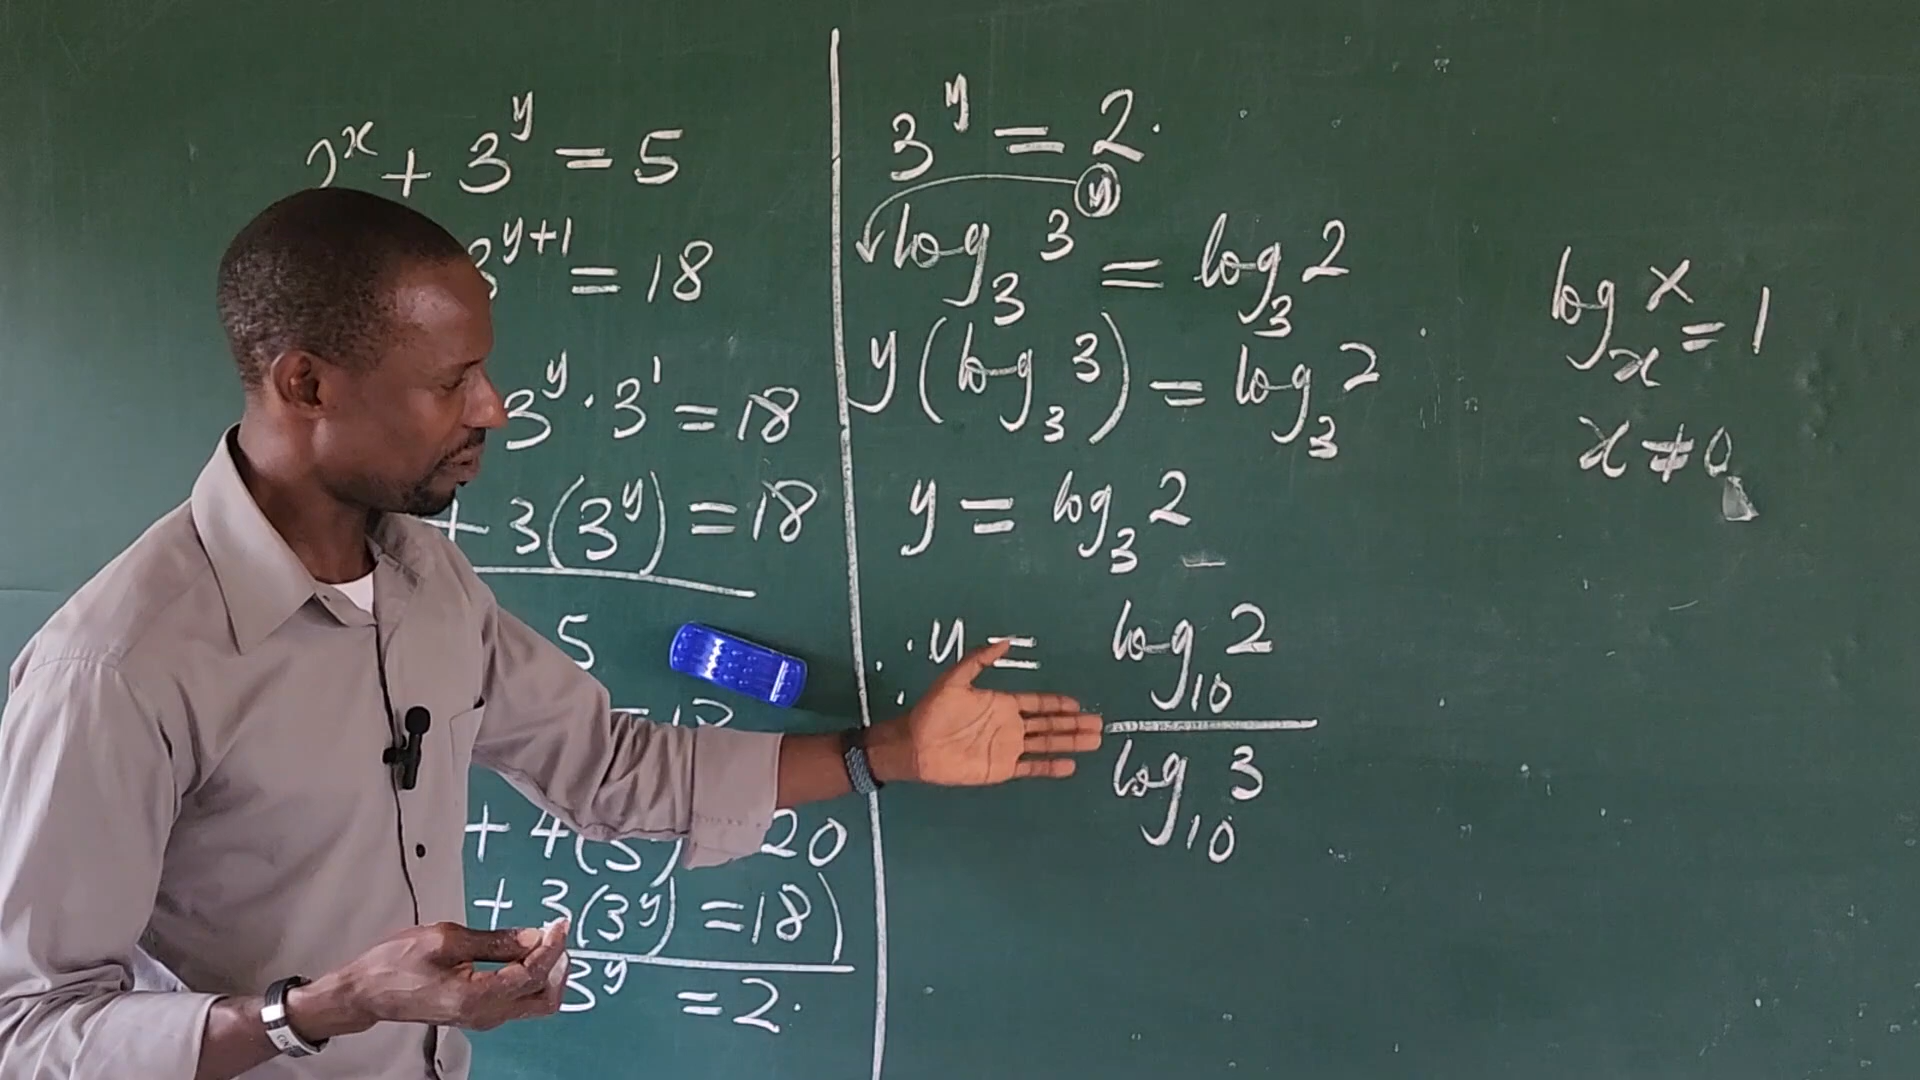 2^x + 3^y = 5
3^{y+1} = 18
3^y · 3^1 = 18
+ 3(3^y) = 18
5
= 18
+ 4(3^y) 20
+ 3(3^y) = 18)
3^y = 2.
3^y = 2.
log_3 3^y = log_3 2
y(log_3 3) = log_3 2
y = log_3 2
∴ y = log_10 2 / log_10 3
log_x x = 1
x ≠ 0